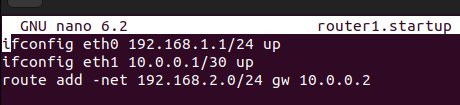 GNU nano 6.2 router1.startup
ifconfig eth0 192.168.1.1/24 up
ifconfig eth1 10.0.0.1/30 up
route add -net 192.168.2.0/24 gw 10.0.0.2